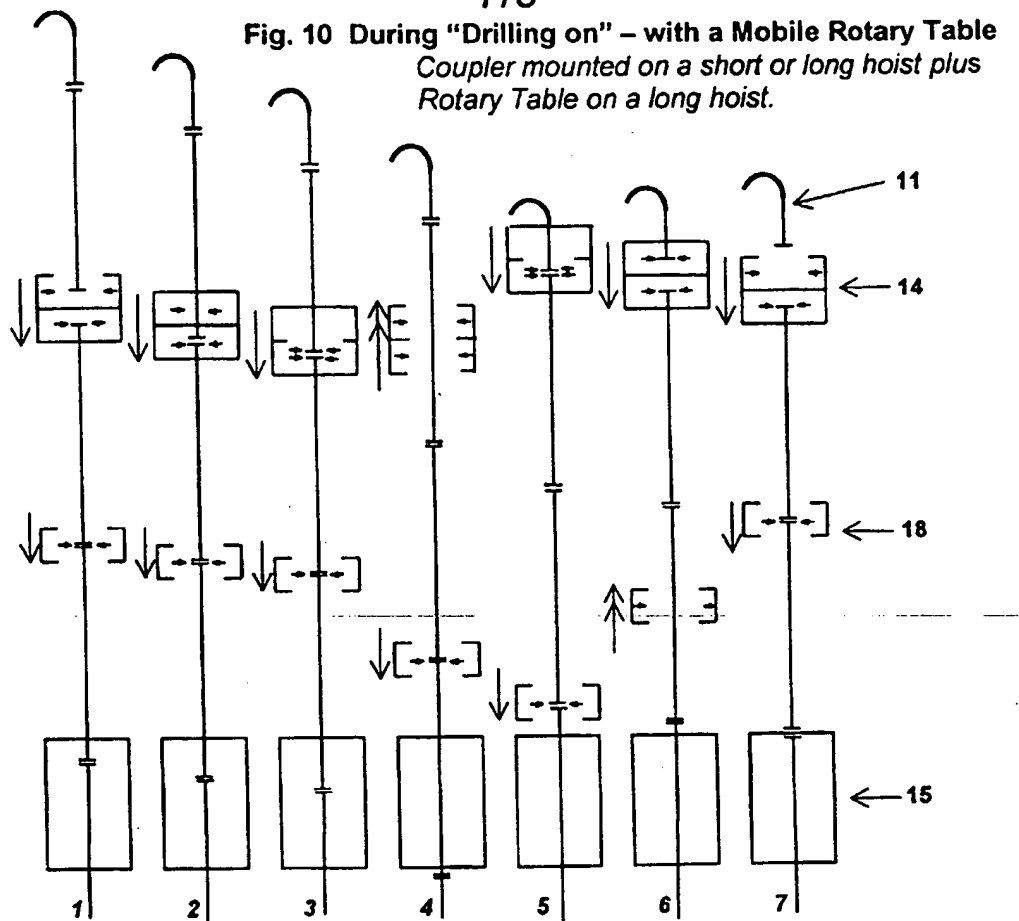 Fig. 10 During “Drilling on” – with a Mobile Rotary Table
Coupler mounted on a short or long hoist plus
Rotary Table on a long hoist.
11
14
18
15
1 2 3 4 5 6 7